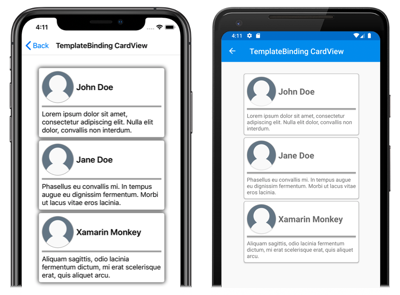 4:11
Back
TemplateBinding CardView
John Doe
Lorem ipsum dolor sit amet,
consectetur adipiscing elit. Nulla elit
dolor, convallis non interdum.
Jane Doe
Phasellus eu convallis mi. In tempus
augue eu dignissim fermentum. Morbi
ut lacus vitae eros lacinia.
Xamarin Monkey
Aliquam sagittis, odio lacinia
fermentum dictum, mi erat scelerisque
erat, quis aliquet arcu.
4:11
TemplateBinding CardView
John Doe
Lorem ipsum dolor sit amet, consectetur adipiscing
elit. Nulla elit dolor, convallis non interdum.
Jane Doe
Phasellus eu convallis mi. In tempus augue eu
dignissim fermentum. Morbi ut lacus vitae eros
lacinia.
Xamarin Monkey
Aliquam sagittis, odio lacinia fermentum
dictum, mi erat scelerisque erat, quis aliquet
arcu.